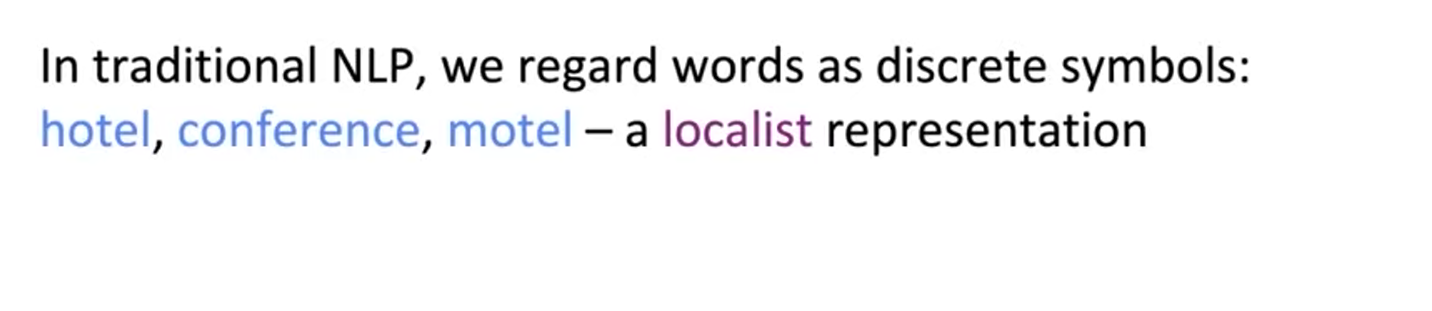 In traditional NLP, we regard words as discrete symbols:
hotel, conference, motel – a localist representation